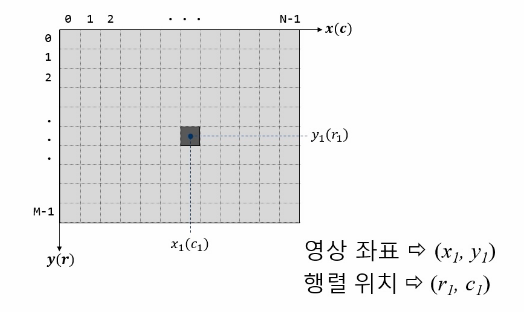 0 1 2 · · · N-1 x(c)
0
1
2
·
·
·
y₁(r₁)
M-1
x₁(c₁)
y(r)
영상 좌표 ⇨ (x₁, y₁)
행렬 위치 ⇨ (r₁, c₁)